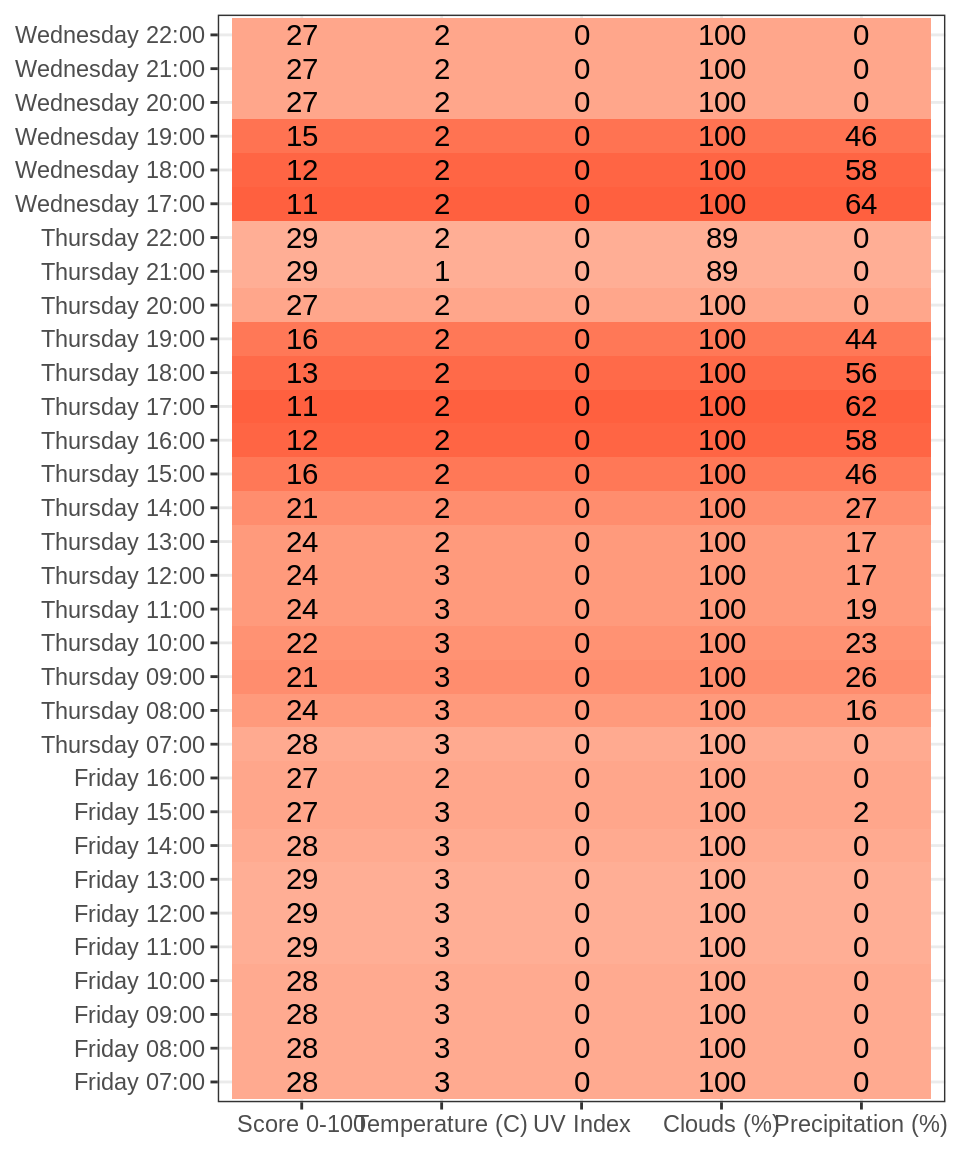 Wednesday 22:00 27 2 0 100 0
Wednesday 21:00 27 2 0 100 0
Wednesday 20:00 27 2 0 100 0
Wednesday 19:00 15 2 0 100 46
Wednesday 18:00 12 2 0 100 58
Wednesday 17:00 11 2 0 100 64
Thursday 22:00 29 2 0 89 0
Thursday 21:00 29 1 0 89 0
Thursday 20:00 27 2 0 100 0
Thursday 19:00 16 2 0 100 44
Thursday 18:00 13 2 0 100 56
Thursday 17:00 11 2 0 100 62
Thursday 16:00 12 2 0 100 58
Thursday 15:00 16 2 0 100 46
Thursday 14:00 21 2 0 100 27
Thursday 13:00 24 2 0 100 17
Thursday 12:00 24 3 0 100 17
Thursday 11:00 24 3 0 100 19
Thursday 10:00 22 3 0 100 23
Thursday 09:00 21 3 0 100 26
Thursday 08:00 24 3 0 100 16
Thursday 07:00 28 3 0 100 0
Friday 16:00 27 2 0 100 0
Friday 15:00 27 3 0 100 2
Friday 14:00 28 3 0 100 0
Friday 13:00 29 3 0 100 0
Friday 12:00 29 3 0 100 0
Friday 11:00 29 3 0 100 0
Friday 10:00 28 3 0 100 0
Friday 09:00 28 3 0 100 0
Friday 08:00 28 3 0 100 0
Friday 07:00 28 3 0 100 0
Score 0-100 Temperature (C) UV Index Clouds (%) Precipitation (%)